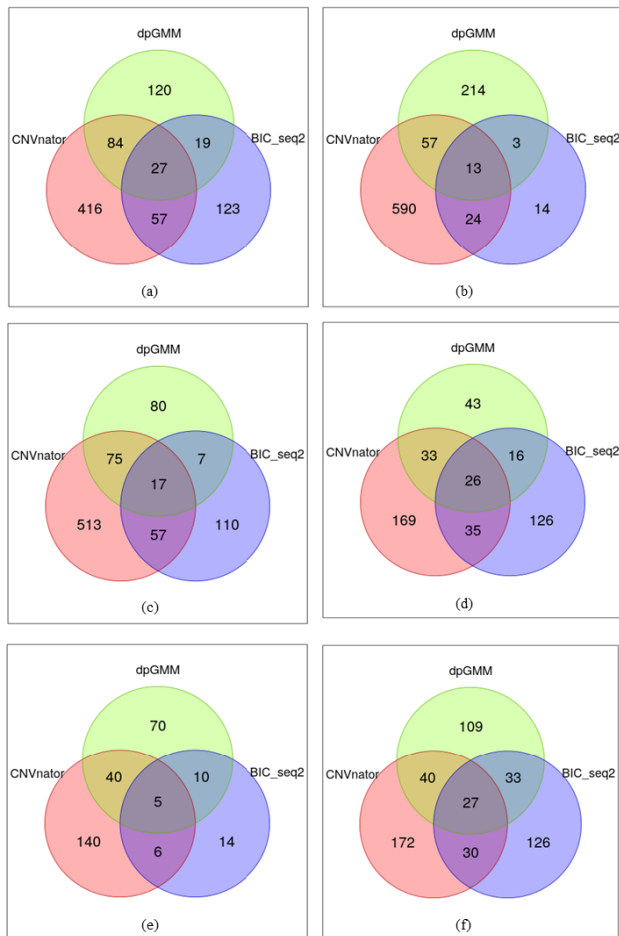 dpGMM
120
CNVnator
84
19
BIC_seq2
27
416
57
123
(a)
dpGMM
214
CNVnator
57
3
BIC_seq2
13
590
24
14
(b)
dpGMM
80
CNVnator
75
7
BIC_seq2
17
513
57
110
(c)
dpGMM
43
CNVnator
33
16
BIC_seq2
26
169
35
126
(d)
dpGMM
70
CNVnator
40
10
BIC_seq2
5
140
6
14
(e)
dpGMM
109
CNVnator
40
33
BIC_seq2
27
172
30
126
(f)